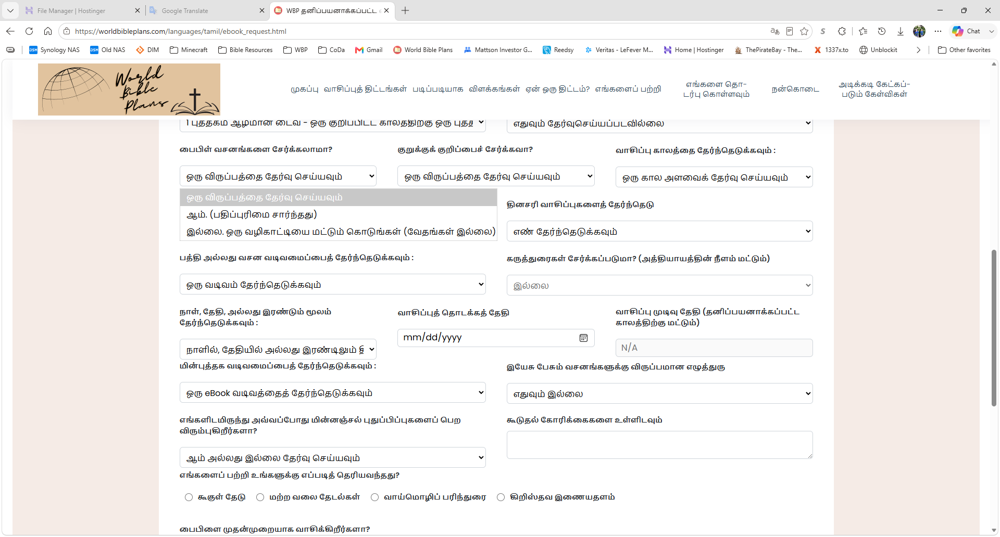 File Manager | Hostinger
Google Translate
WBP தனிப்பயனாக்கப்பட்ட
https://worldbibleplans.com/languages/tamil/ebook_request.html
Chat
Synology NAS
Old NAS
DIM
Minecraft
Bible Resources
WBP
CoDa
Gmail
World Bible Plans
Mattson Investor G...
Reedsy
Veritas - LeFever M...
Home | Hostinger
ThePirateBay - The...
1337x.to
Unblockit
Other favorites
World
Bible
Plans
முகப்பு
வாசிப்புத் திட்டங்கள்
படிப்படியாக
விளக்கங்கள்
ஏன் ஒரு திட்டம்?
எங்களைப் பற்றி
எங்களை தொ-
டர்பு கொள்ளவும்
நன்கொடை
அடிக்கடி கேட்கப்-
படும் கேள்விகள்
1 புத்தகம் ஆழமான டைவ் - ஒரு குறிப்பிட்ட காலத்திற்கு ஒரு
எதுவும் தேர்வுசெய்யப்படவில்லை
பைபிள் வசனங்களை சேர்க்கலாமா?
குறுக்குக் குறிப்பைச் சேர்க்கவா?
வாசிப்பு காலத்தை தேர்ந்தெடுக்கவும் :
ஒரு விருப்பத்தை தேர்வு செய்யவும்
ஒரு விருப்பத்தை தேர்வு செய்யவும்
ஒரு கால அளவைக் தேர்வு செய்யவும்
ஒரு விருப்பத்தை தேர்வு செய்யவும்
ஆம். (பதிப்புரிமை சார்ந்தது)
இல்லை. ஒரு வழிகாட்டியை மட்டும் கொடுங்கள் (வேதங்கள் இல்லை)
தினசரி வாசிப்புகளைத் தேர்ந்தெடு
எண் தேர்ந்தெடுக்கவும்
பத்தி அல்லது வசன வடிவமைப்பைத் தேர்ந்தெடுக்கவும் :
கருத்துரைகள் சேர்க்கப்படுமா? (அத்தியாயத்தின் நீளம் மட்டும்)
ஒரு வடிவம் தேர்ந்தெடுக்கவும்
இல்லை
நாள், தேதி, அல்லது இரண்டும் மூலம்
தேர்ந்தெடுக்கவும் :
வாசிப்புத் தொடக்கத் தேதி
வாசிப்பு முடிவு தேதி (தனிப்பயனாக்கப்பட்ட
காலத்திற்கு மட்டும்)
நாளில், தேதியில் அல்லது இரண்டிலும்
mm/dd/yyyy
N/A
மின்புத்தக வடிவமைப்பைத் தேர்ந்தெடுக்கவும் :
இயேசு பேசும் வசனங்களுக்கு விருப்பமான எழுத்துரு
ஒரு eBook வடிவத்தைத் தேர்ந்தெடுக்கவும்
எதுவும் இல்லை
எங்களிடமிருந்து அவ்வப்போது மின்னஞ்சல் புதுப்பிப்புகளைப் பெற
விரும்புகிறீர்களா?
கூடுதல் கோரிக்கைகளை உள்ளிடவும்
ஆம் அல்லது இல்லை தேர்வு செய்யவும்
எங்களைப் பற்றி உங்களுக்கு எப்படித் தெரியவந்தது?
கூகுள் தேடு
மற்ற வலை தேடல்கள்
வாய்மொழிப் பரிந்துரை
கிறிஸ்தவ இணையதளம்
பைபிளை முதன்முறையாக வாசிக்கிறீர்களா?